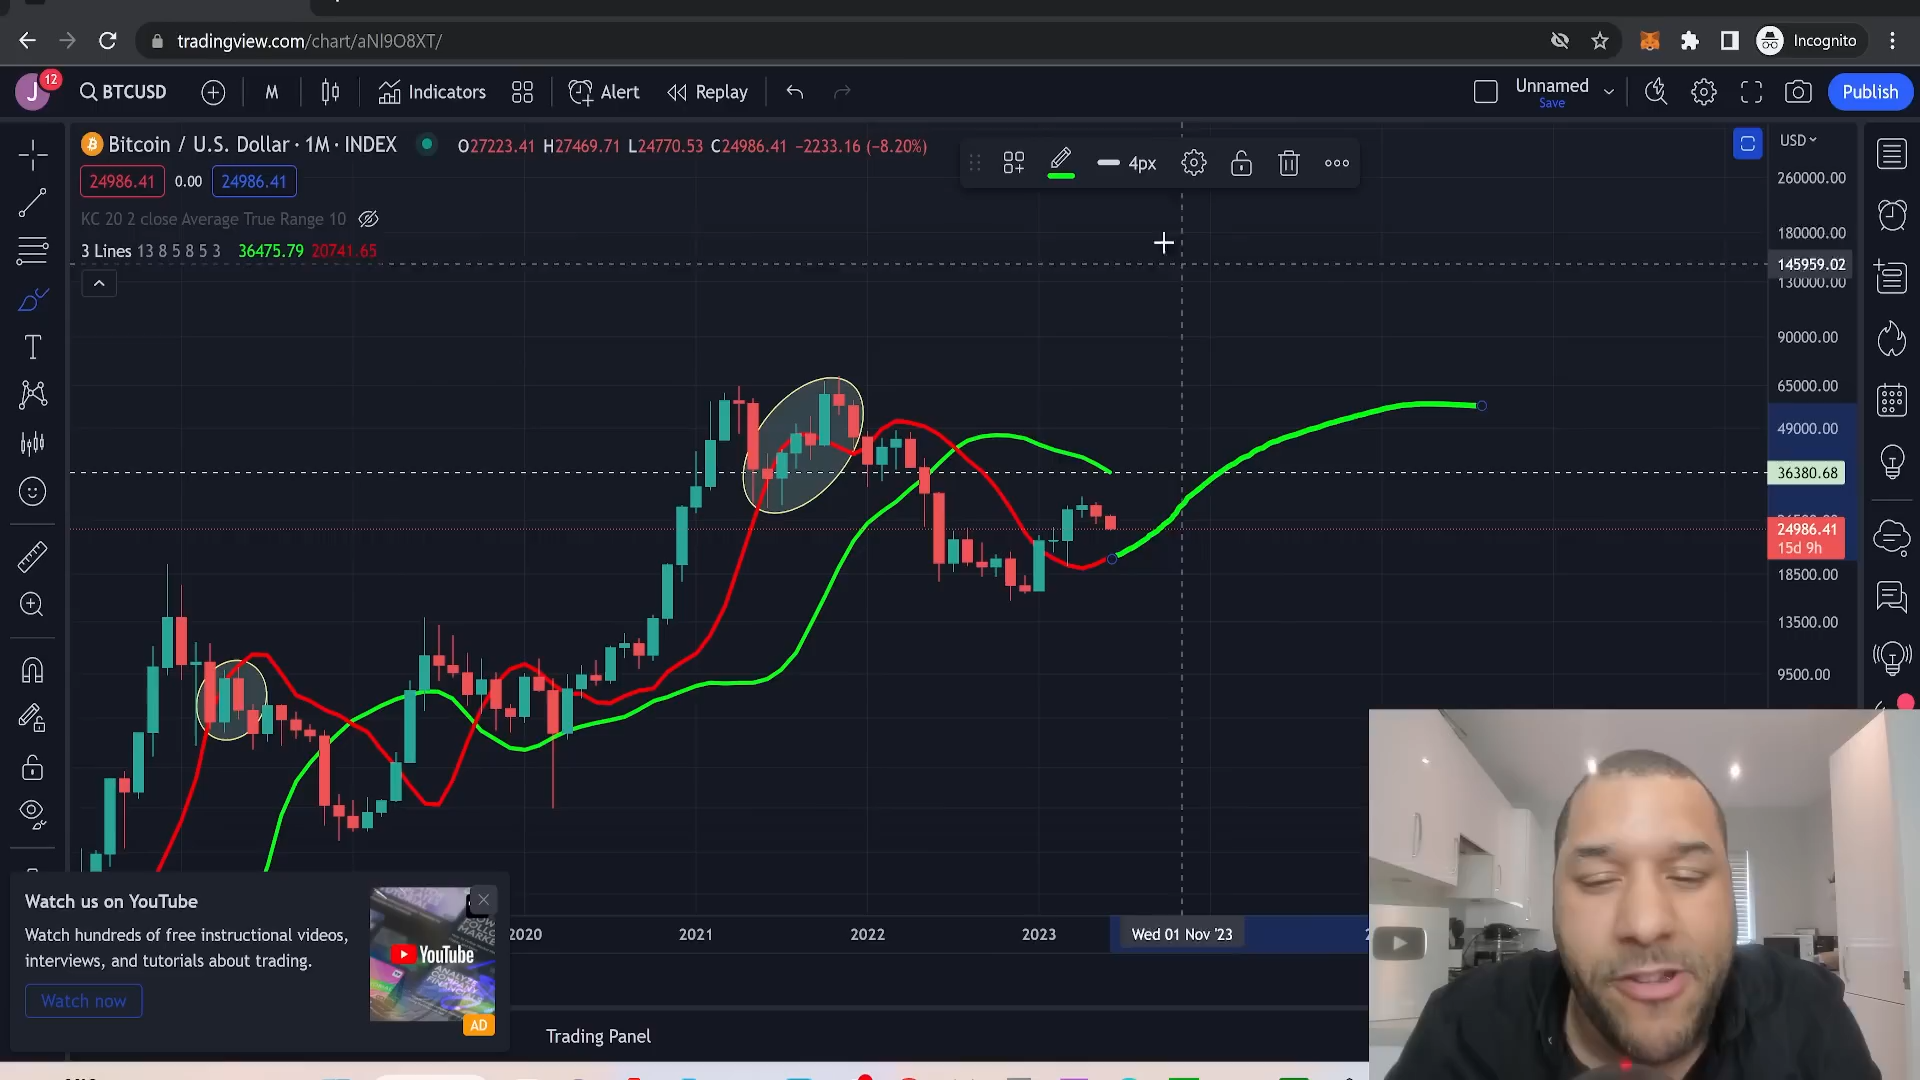 tradingview.com/chart/aNl9O8XT/
Incognito
J
12
BTCUSD
M
Indicators
Alert
Replay
Unnamed
Save
Publish
Bitcoin / U.S. Dollar · 1M · INDEX
O27223.41 H27469.71 L24770.53 C24986.41 −2233.16 (−8.20%)
24986.41 0.00 24986.41
KC 20 2 close Average True Range 10
3 Lines 13 8 5 8 5 3 36475.79 20741.65
4px
USD
260000.00
180000.00
145959.02
130000.00
90000.00
65000.00
49000.00
36380.68
24986.41
15d 9h
18500.00
13500.00
9500.00
2020
2021
2022
2023
Wed 01 Nov '23
Watch us on YouTube
Watch hundreds of free instructional videos,
interviews, and tutorials about trading.
Watch now
YouTube
AD
Trading Panel